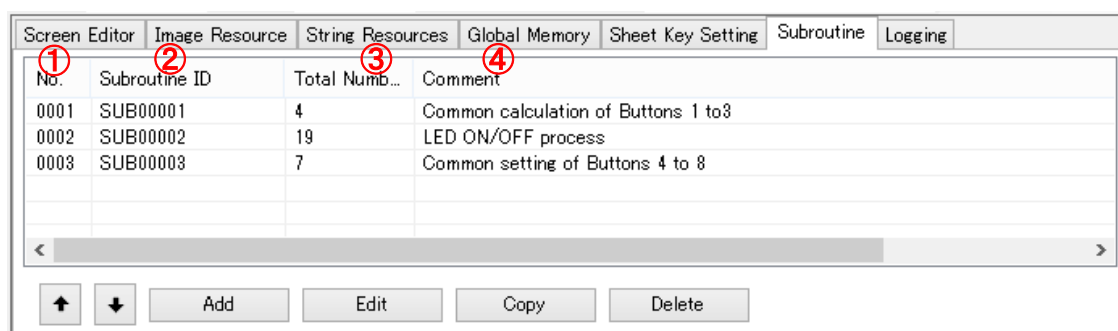 Screen Editor Image Resource String Resources Global Memory Sheet Key Setting Subroutine Logging
① ② ③ ④
No. Subroutine ID Total Numb... Comment
0001 SUB00001 4 Common calculation of Buttons 1 to3
0002 SUB00002 19 LED ON/OFF process
0003 SUB00003 7 Common setting of Buttons 4 to 8
Add Edit Copy Delete